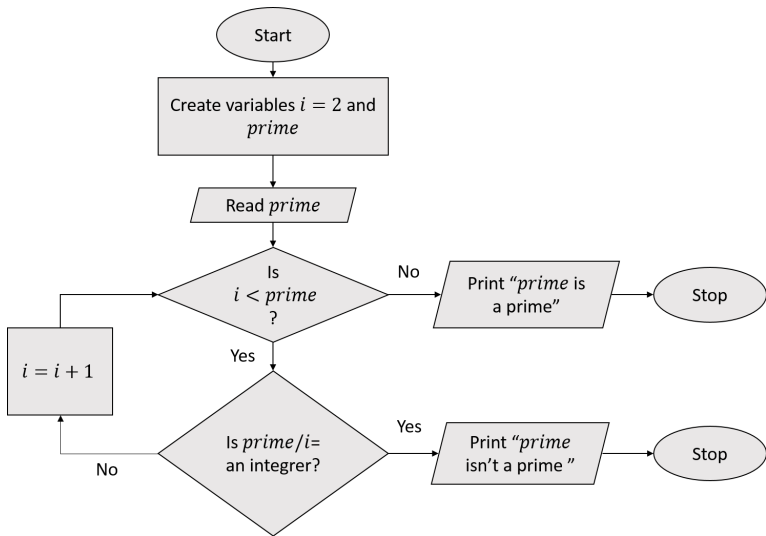 Start
Create variables i = 2 and
prime
Read prime
Is
i < prime
?
No
Print “prime is
a prime”
Stop
Yes
i = i + 1
Is prime/i=
an integrer?
Yes
Print “prime
isn’t a prime ”
Stop
No